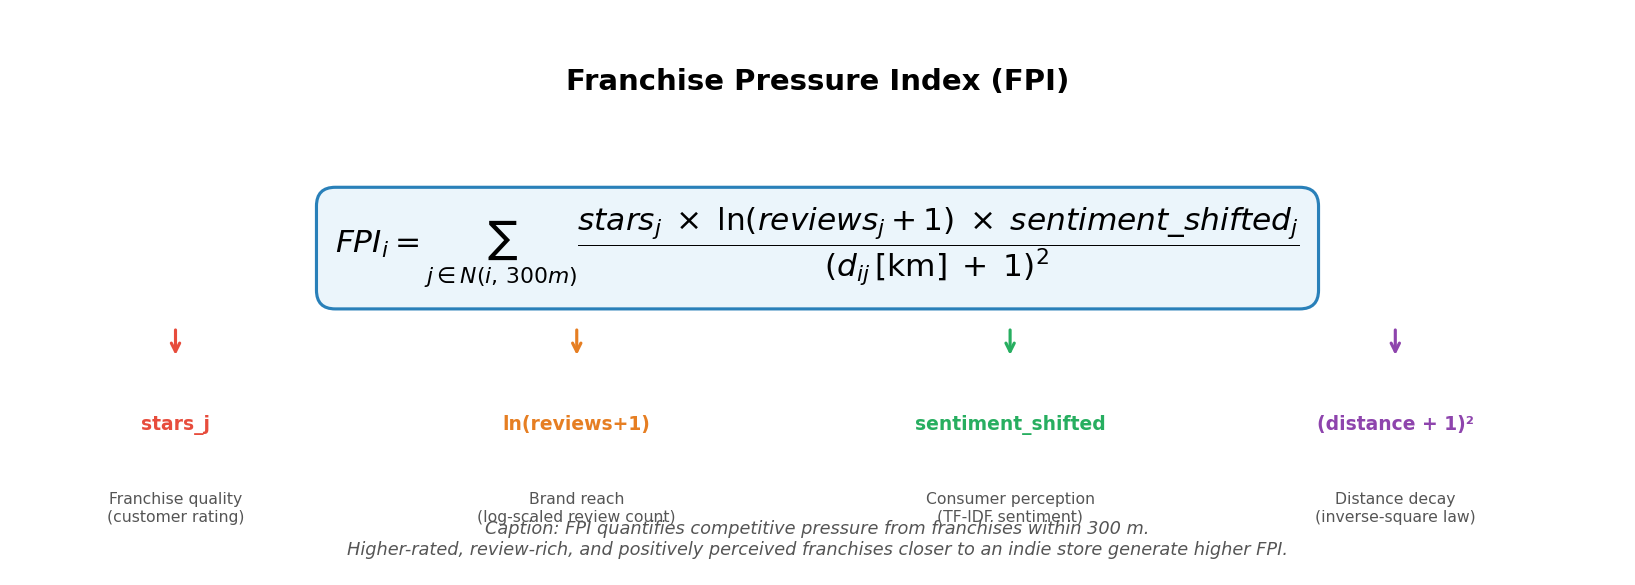 Franchise Pressure Index (FPI)
FPI_i = ∑_{j ∈ N(i, 300m)} \frac{stars_j × ln(reviews_j + 1) × sentiment_shifted_j}{(d_{ij} [km] + 1)^2}
stars_j
ln(reviews+1)
sentiment_shifted
(distance + 1)²
Franchise quality
(customer rating)
Brand reach
(log-scaled review count)
Consumer perception
(TF-IDF sentiment)
Distance decay
(inverse-square law)
Caption: FPI quantifies competitive pressure from franchises within 300 m.
Higher-rated, review-rich, and positively perceived franchises closer to an indie store generate higher FPI.